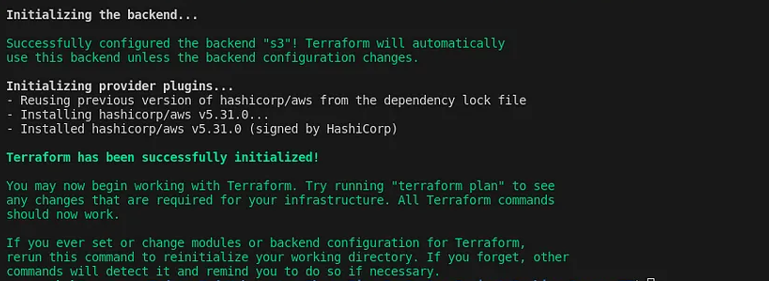 Initializing the backend...
Successfully configured the backend "s3"! Terraform will automatically
use this backend unless the backend configuration changes.
Initializing provider plugins...
- Reusing previous version of hashicorp/aws from the dependency lock file
- Installing hashicorp/aws v5.31.0...
- Installed hashicorp/aws v5.31.0 (signed by HashiCorp)
Terraform has been successfully initialized!
You may now begin working with Terraform. Try running "terraform plan" to see
any changes that are required for your infrastructure. All Terraform commands
should now work.
If you ever set or change modules or backend configuration for Terraform,
rerun this command to reinitialize your working directory. If you forget, other
commands will detect it and remind you to do so if necessary.